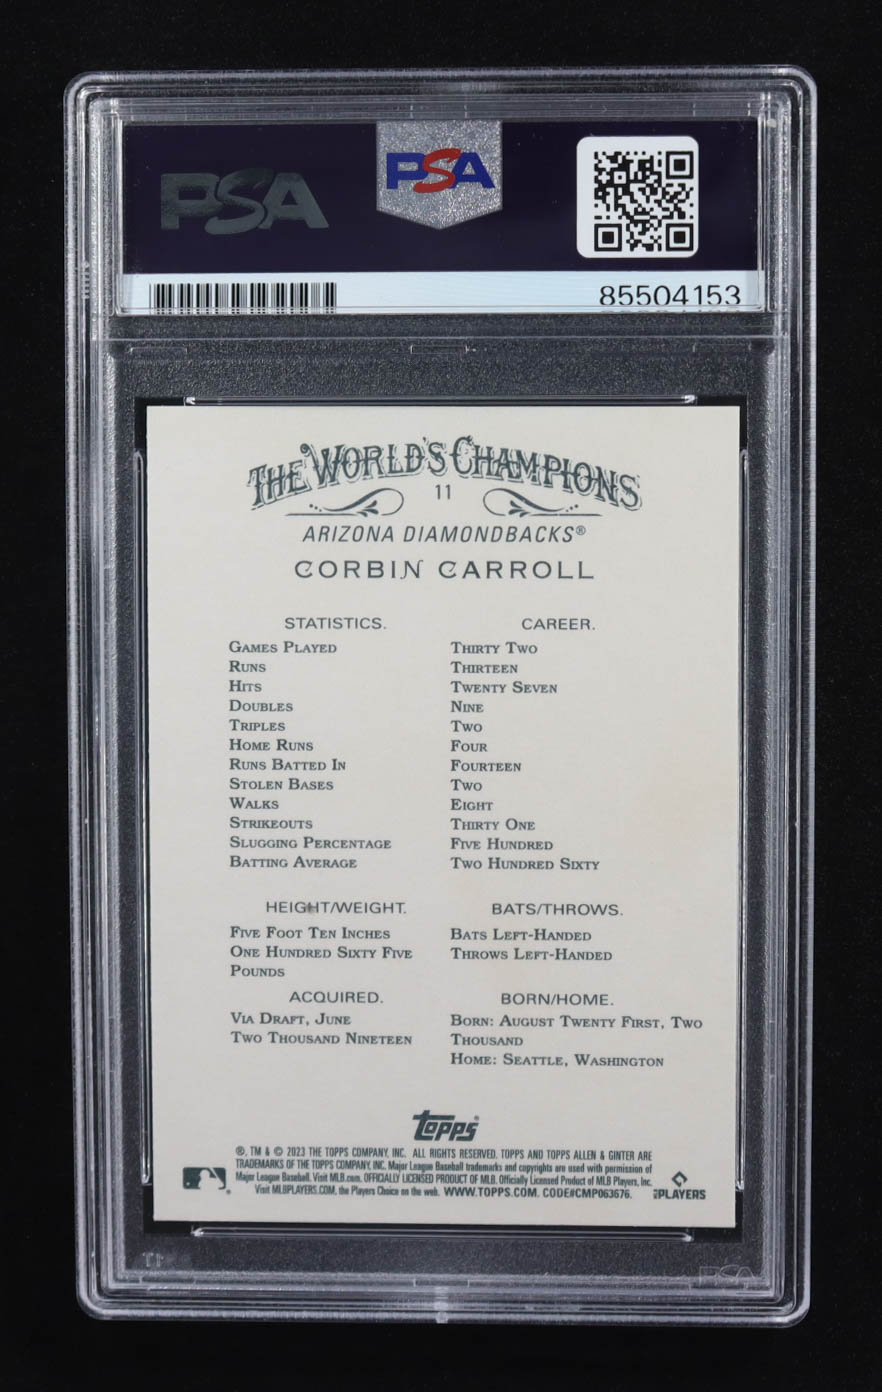 PSA
PSA
85504153
THE WORLD'S CHAMPIONS
11
ARIZONA DIAMONDBACKS®
CORBIN CARROLL
STATISTICS. CAREER.
GAMES PLAYED THIRTY TWO
RUNS THIRTEEN
HITS TWENTY SEVEN
DOUBLES NINE
TRIPLES TWO
HOME RUNS FOUR
RUNS BATTED IN FOURTEEN
STOLEN BASES TWO
WALKS EIGHT
STRIKEOUTS THIRTY ONE
SLUGGING PERCENTAGE FIVE HUNDRED
BATTING AVERAGE TWO HUNDRED SIXTY
HEIGHT/WEIGHT.
FIVE FOOT TEN INCHES
ONE HUNDRED SIXTY FIVE
POUNDS
BATS/THROWS.
BATS LEFT-HANDED
THROWS LEFT-HANDED
ACQUIRED.
VIA DRAFT, JUNE
TWO THOUSAND NINETEEN
BORN/HOME.
BORN: AUGUST TWENTY FIRST, TWO
THOUSAND
HOME: SEATTLE, WASHINGTON
Topps®
®, TM & © 2023 THE TOPPS COMPANY, INC. ALL RIGHTS RESERVED. TOPPS AND TOPPS ALLEN & GINTER ARE
TRADEMARKS OF THE TOPPS COMPANY, INC. Major League Baseball trademarks and copyrights are used with permission of
Major League Baseball. Visit MLB.com. OFFICIALLY LICENSED PRODUCT OF MLB. Officially Licensed Product of MLB Players, Inc.
Visit MLBPLAYERS.COM, the Players Choice on the web. WWW.TOPPS.COM. CODE#CMP063676.
MLB PLAYERS
PSA